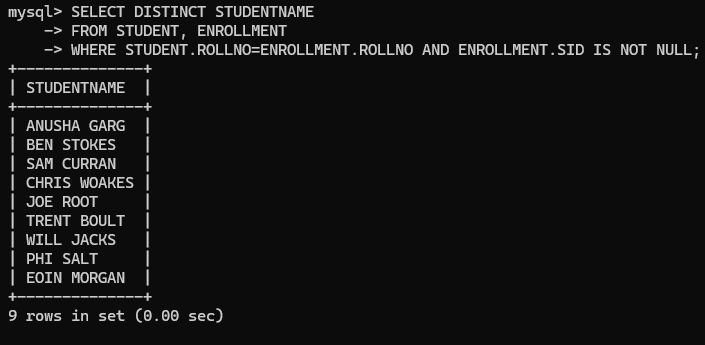 mysql> SELECT DISTINCT STUDENTNAME
    -> FROM STUDENT, ENROLLMENT
    -> WHERE STUDENT.ROLLNO=ENROLLMENT.ROLLNO AND ENROLLMENT.SID IS NOT NULL;
+--------------+
| STUDENTNAME  |
+--------------+
| ANUSHA GARG  |
| BEN STOKES   |
| SAM CURRAN   |
| CHRIS WOAKES |
| JOE ROOT     |
| TRENT BOULT  |
| WILL JACKS   |
| PHI SALT     |
| EOIN MORGAN  |
+--------------+
9 rows in set (0.00 sec)